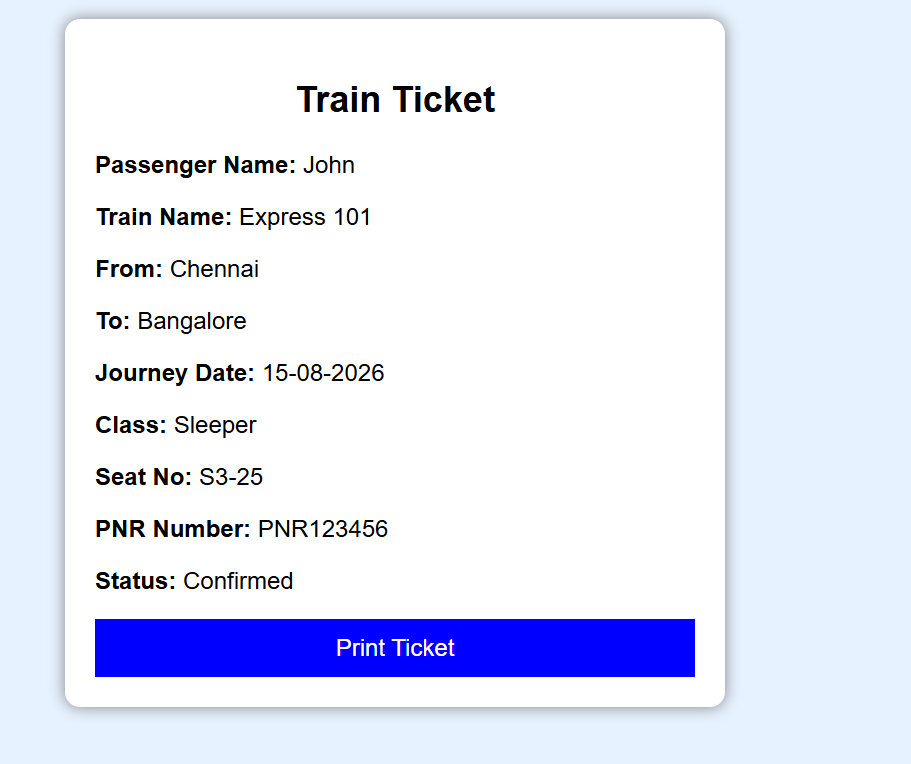 Train Ticket
Passenger Name: John
Train Name: Express 101
From: Chennai
To: Bangalore
Journey Date: 15-08-2026
Class: Sleeper
Seat No: S3-25
PNR Number: PNR123456
Status: Confirmed
Print Ticket